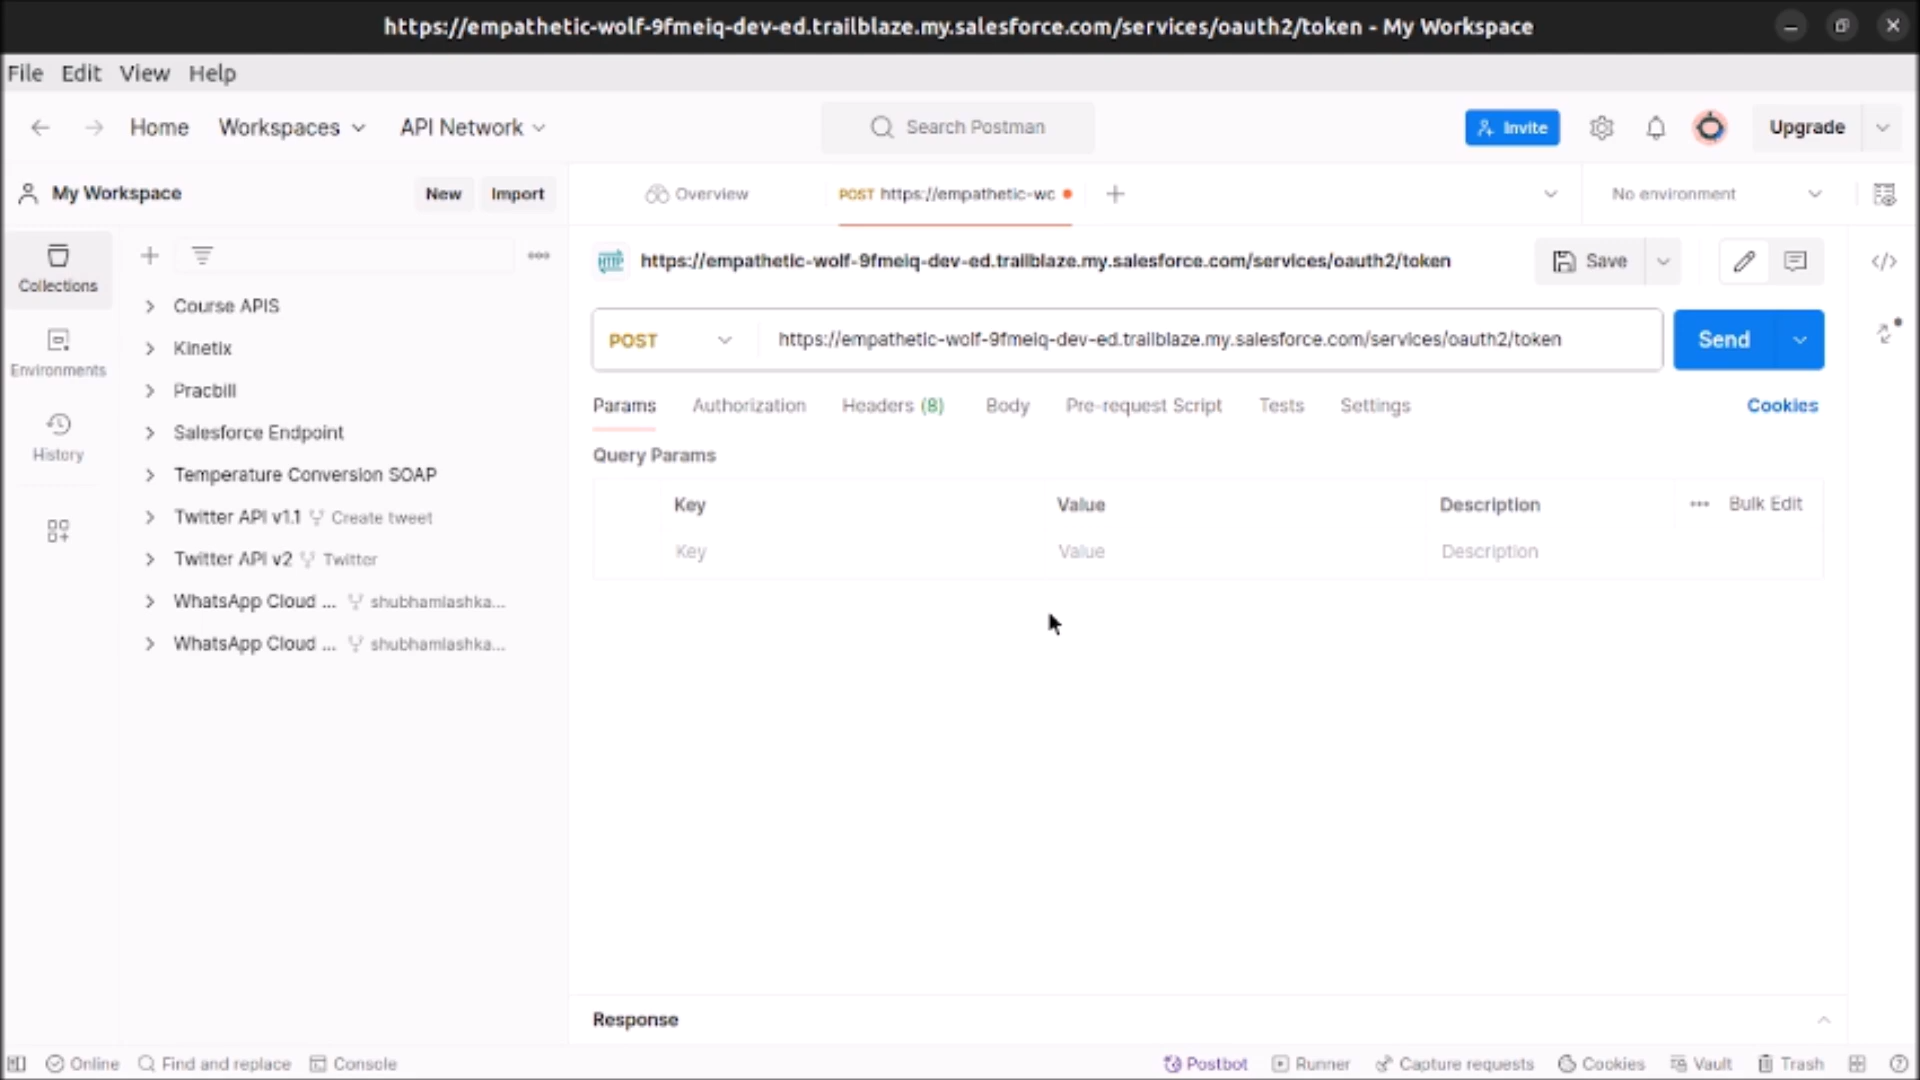 https://empathetic-wolf-9fmeiq-dev-ed.trailblaze.my.salesforce.com/services/oauth2/token - My Workspace
File Edit View Help
Home Workspaces API Network Search Postman Invite Upgrade
My Workspace New Import Overview POST https://empathetic-wc No environment
HTTP https://empathetic-wolf-9fmeiq-dev-ed.trailblaze.my.salesforce.com/services/oauth2/token Save
Collections
Environments
History
Course APIS
Kinetix
Pracbill
Salesforce Endpoint
Temperature Conversion SOAP
Twitter API v1.1 Create tweet
Twitter API v2 Twitter
WhatsApp Cloud ... shubhamlashka...
WhatsApp Cloud ... shubhamlashka...
POST https://empathetic-wolf-9fmeiq-dev-ed.trailblaze.my.salesforce.com/services/oauth2/token Send
Params Authorization Headers (8) Body Pre-request Script Tests Settings Cookies
Query Params
Key Value Description Bulk Edit
Key Value Description
Response
Online Find and replace Console Postbot Runner Capture requests Cookies Vault Trash